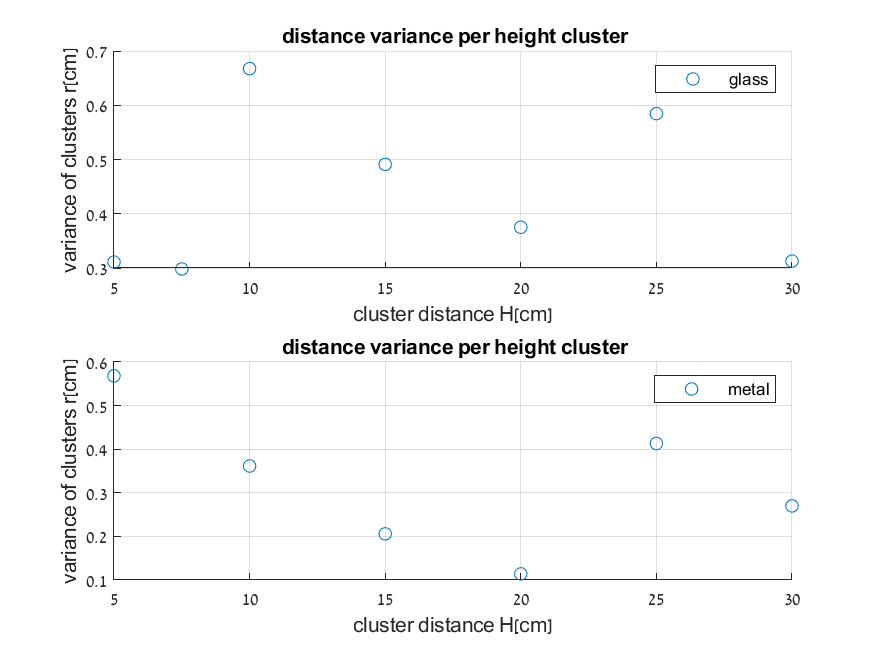 distance variance per height cluster
variance of clusters r[cm]
0.7
0.6
0.5
0.4
0.3
glass
5 10 15 20 25 30
cluster distance H[cm]
distance variance per height cluster
variance of clusters r[cm]
0.6
0.5
0.4
0.3
0.2
0.1
metal
5 10 15 20 25 30
cluster distance H[cm]